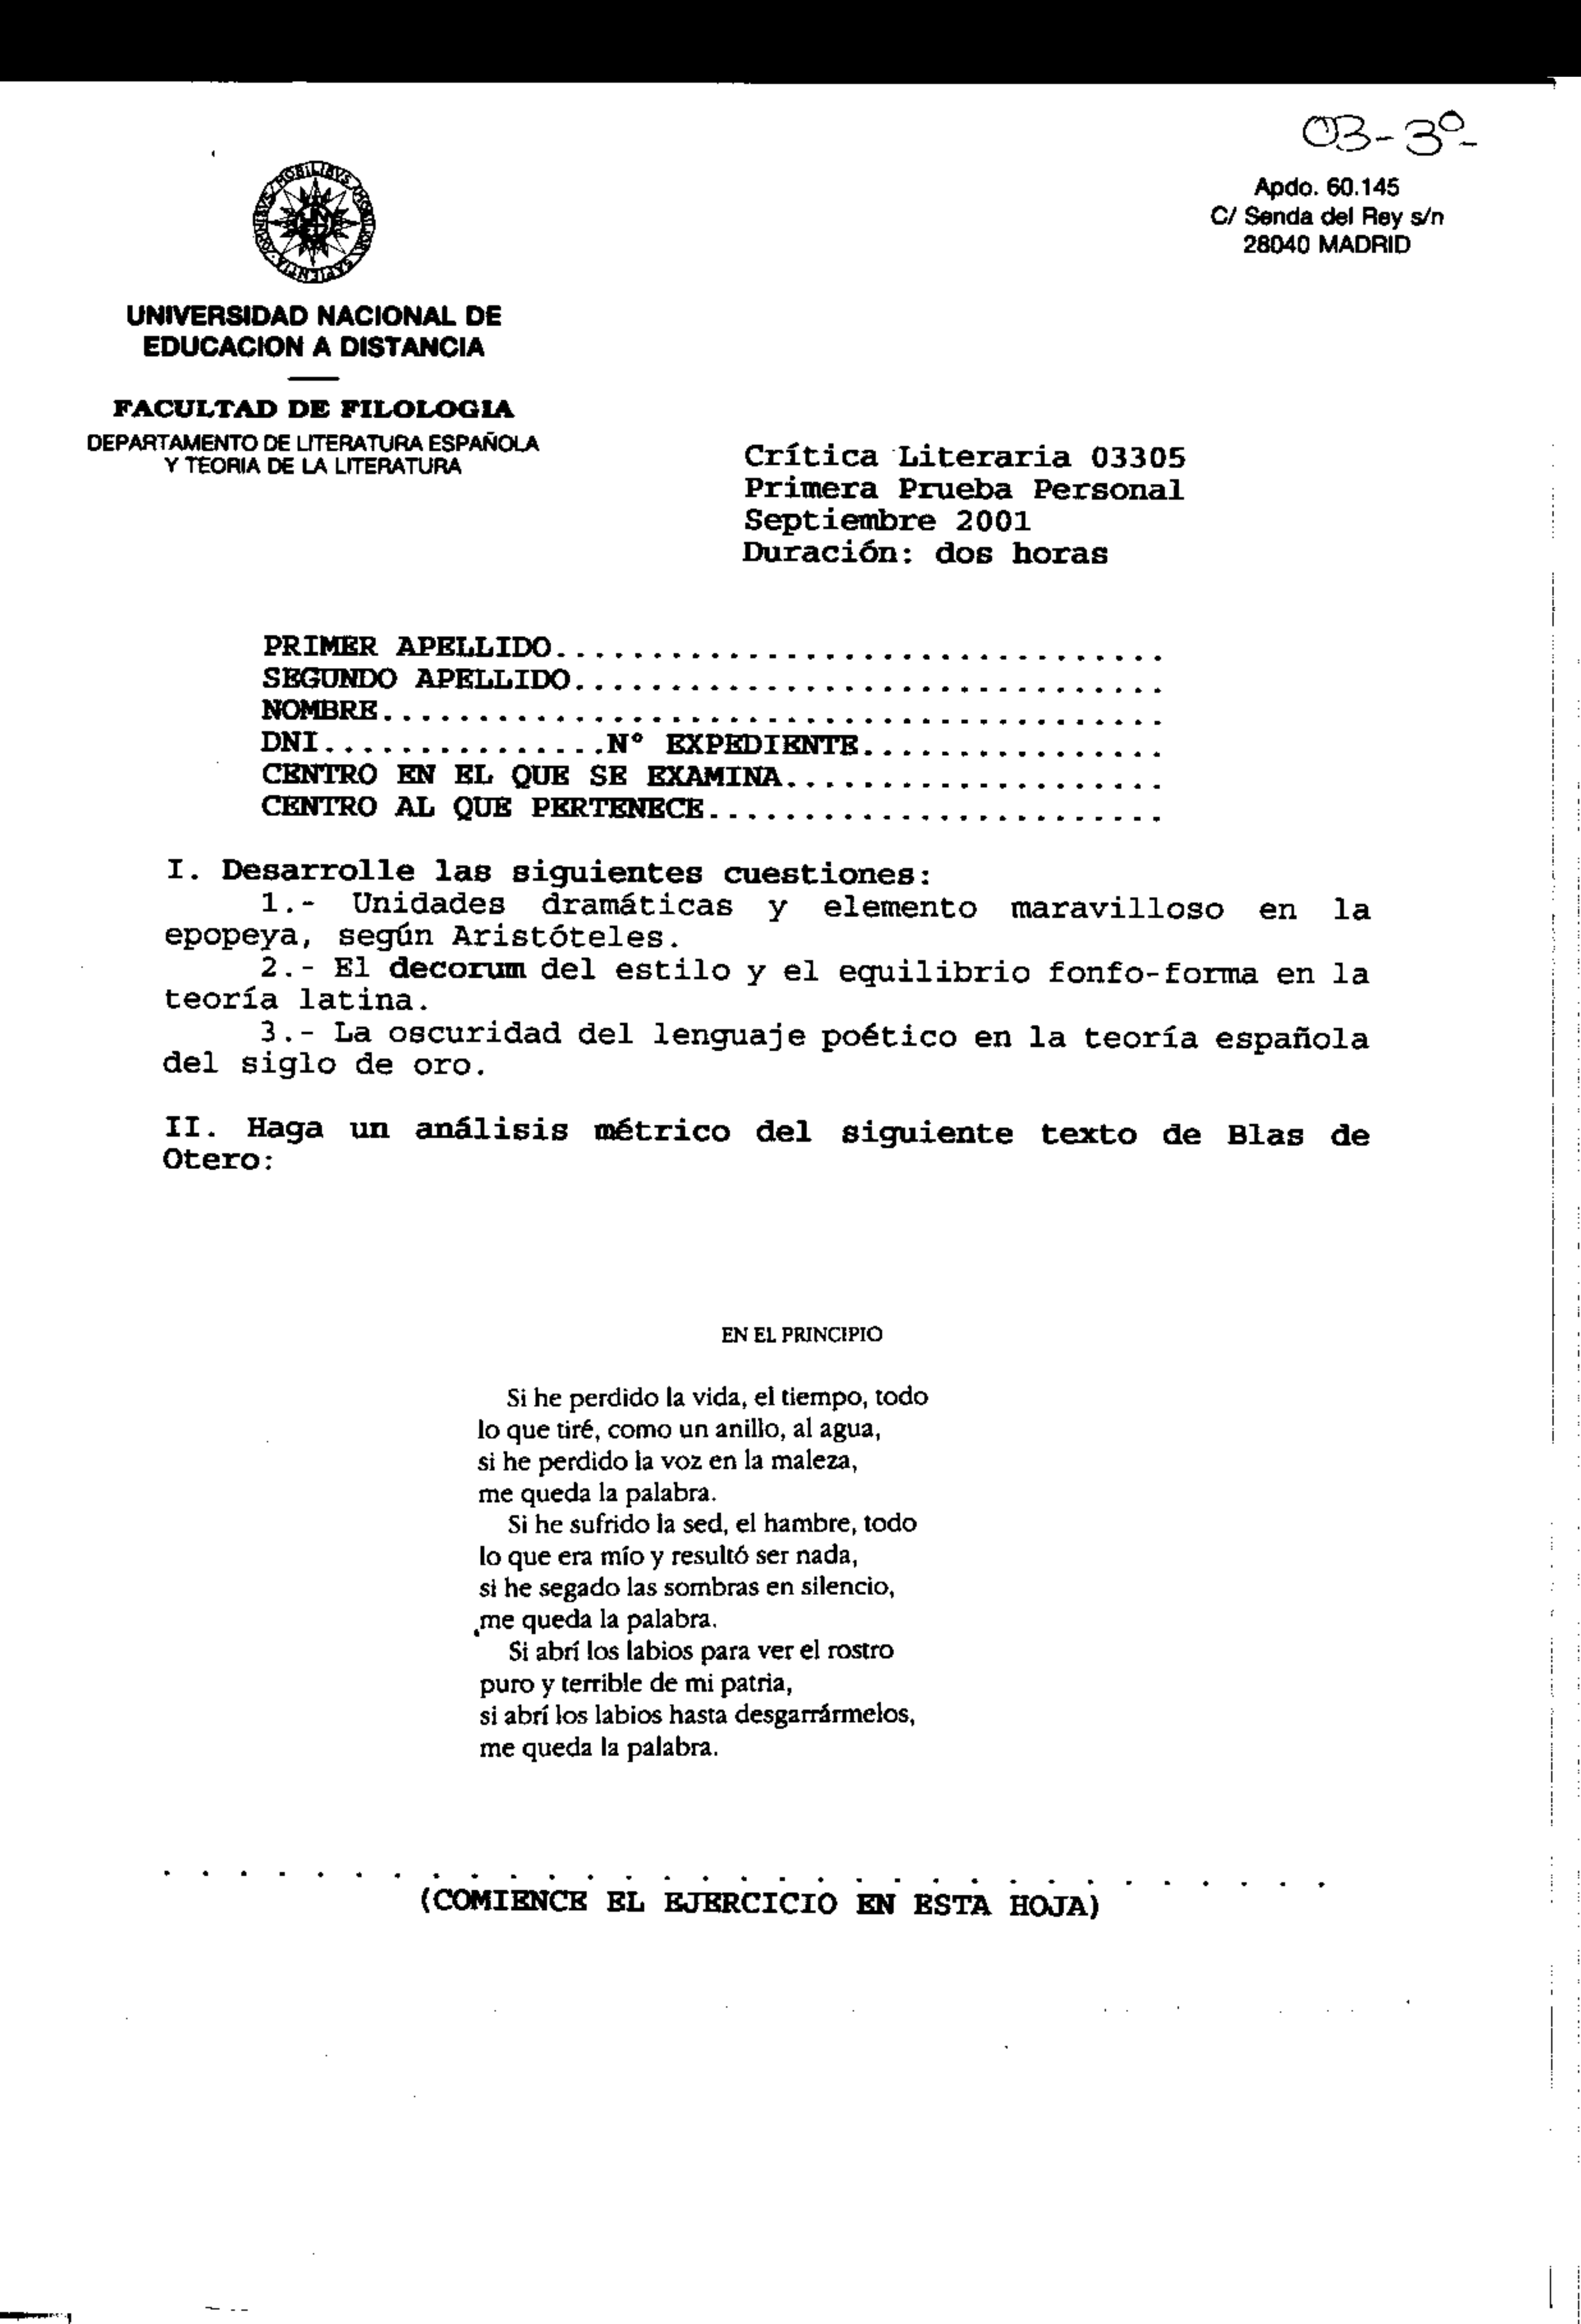 03-3º-
Apdo. 60.145
C/ Senda del Rey s/n
28040 MADRID
UNIVERSIDAD NACIONAL DE
EDUCACION A DISTANCIA
FACULTAD DE FILOLOGIA
DEPARTAMENTO DE LITERATURA ESPAÑOLA
Y TEORIA DE LA LITERATURA
Crítica Literaria 03305
Primera Prueba Personal
Septiembre 2001
Duración: dos horas
PRIMER APELLIDO................................
SEGUNDO APELLIDO...............................
NOMBRE.........................................
DNI...............Nº EXPEDIENTE................
CENTRO EN EL QUE SE EXAMINA....................
CENTRO AL QUE PERTENECE........................
I. Desarrolle las siguientes cuestiones:
1.- Unidades dramáticas y elemento maravilloso en la
epopeya, según Aristóteles.
2.- El decorum del estilo y el equilibrio fonfo-forma en la
teoría latina.
3.- La oscuridad del lenguaje poético en la teoría española
del siglo de oro.
II. Haga un análisis métrico del siguiente texto de Blas de
Otero:
EN EL PRINCIPIO
Si he perdido la vida, el tiempo, todo
lo que tiré, como un anillo, al agua,
si he perdido la voz en la maleza,
me queda la palabra.
Si he sufrido la sed, el hambre, todo
lo que era mío y resultó ser nada,
si he segado las sombras en silencio,
me queda la palabra.
Si abrí los labios para ver el rostro
puro y terrible de mi patria,
si abrí los labios hasta desgarrármelos,
me queda la palabra.
. . . . . . . . . . . . . . . . . . . . . . . . . . . . . . .
(COMIENCE EL EJERCICIO EN ESTA HOJA)